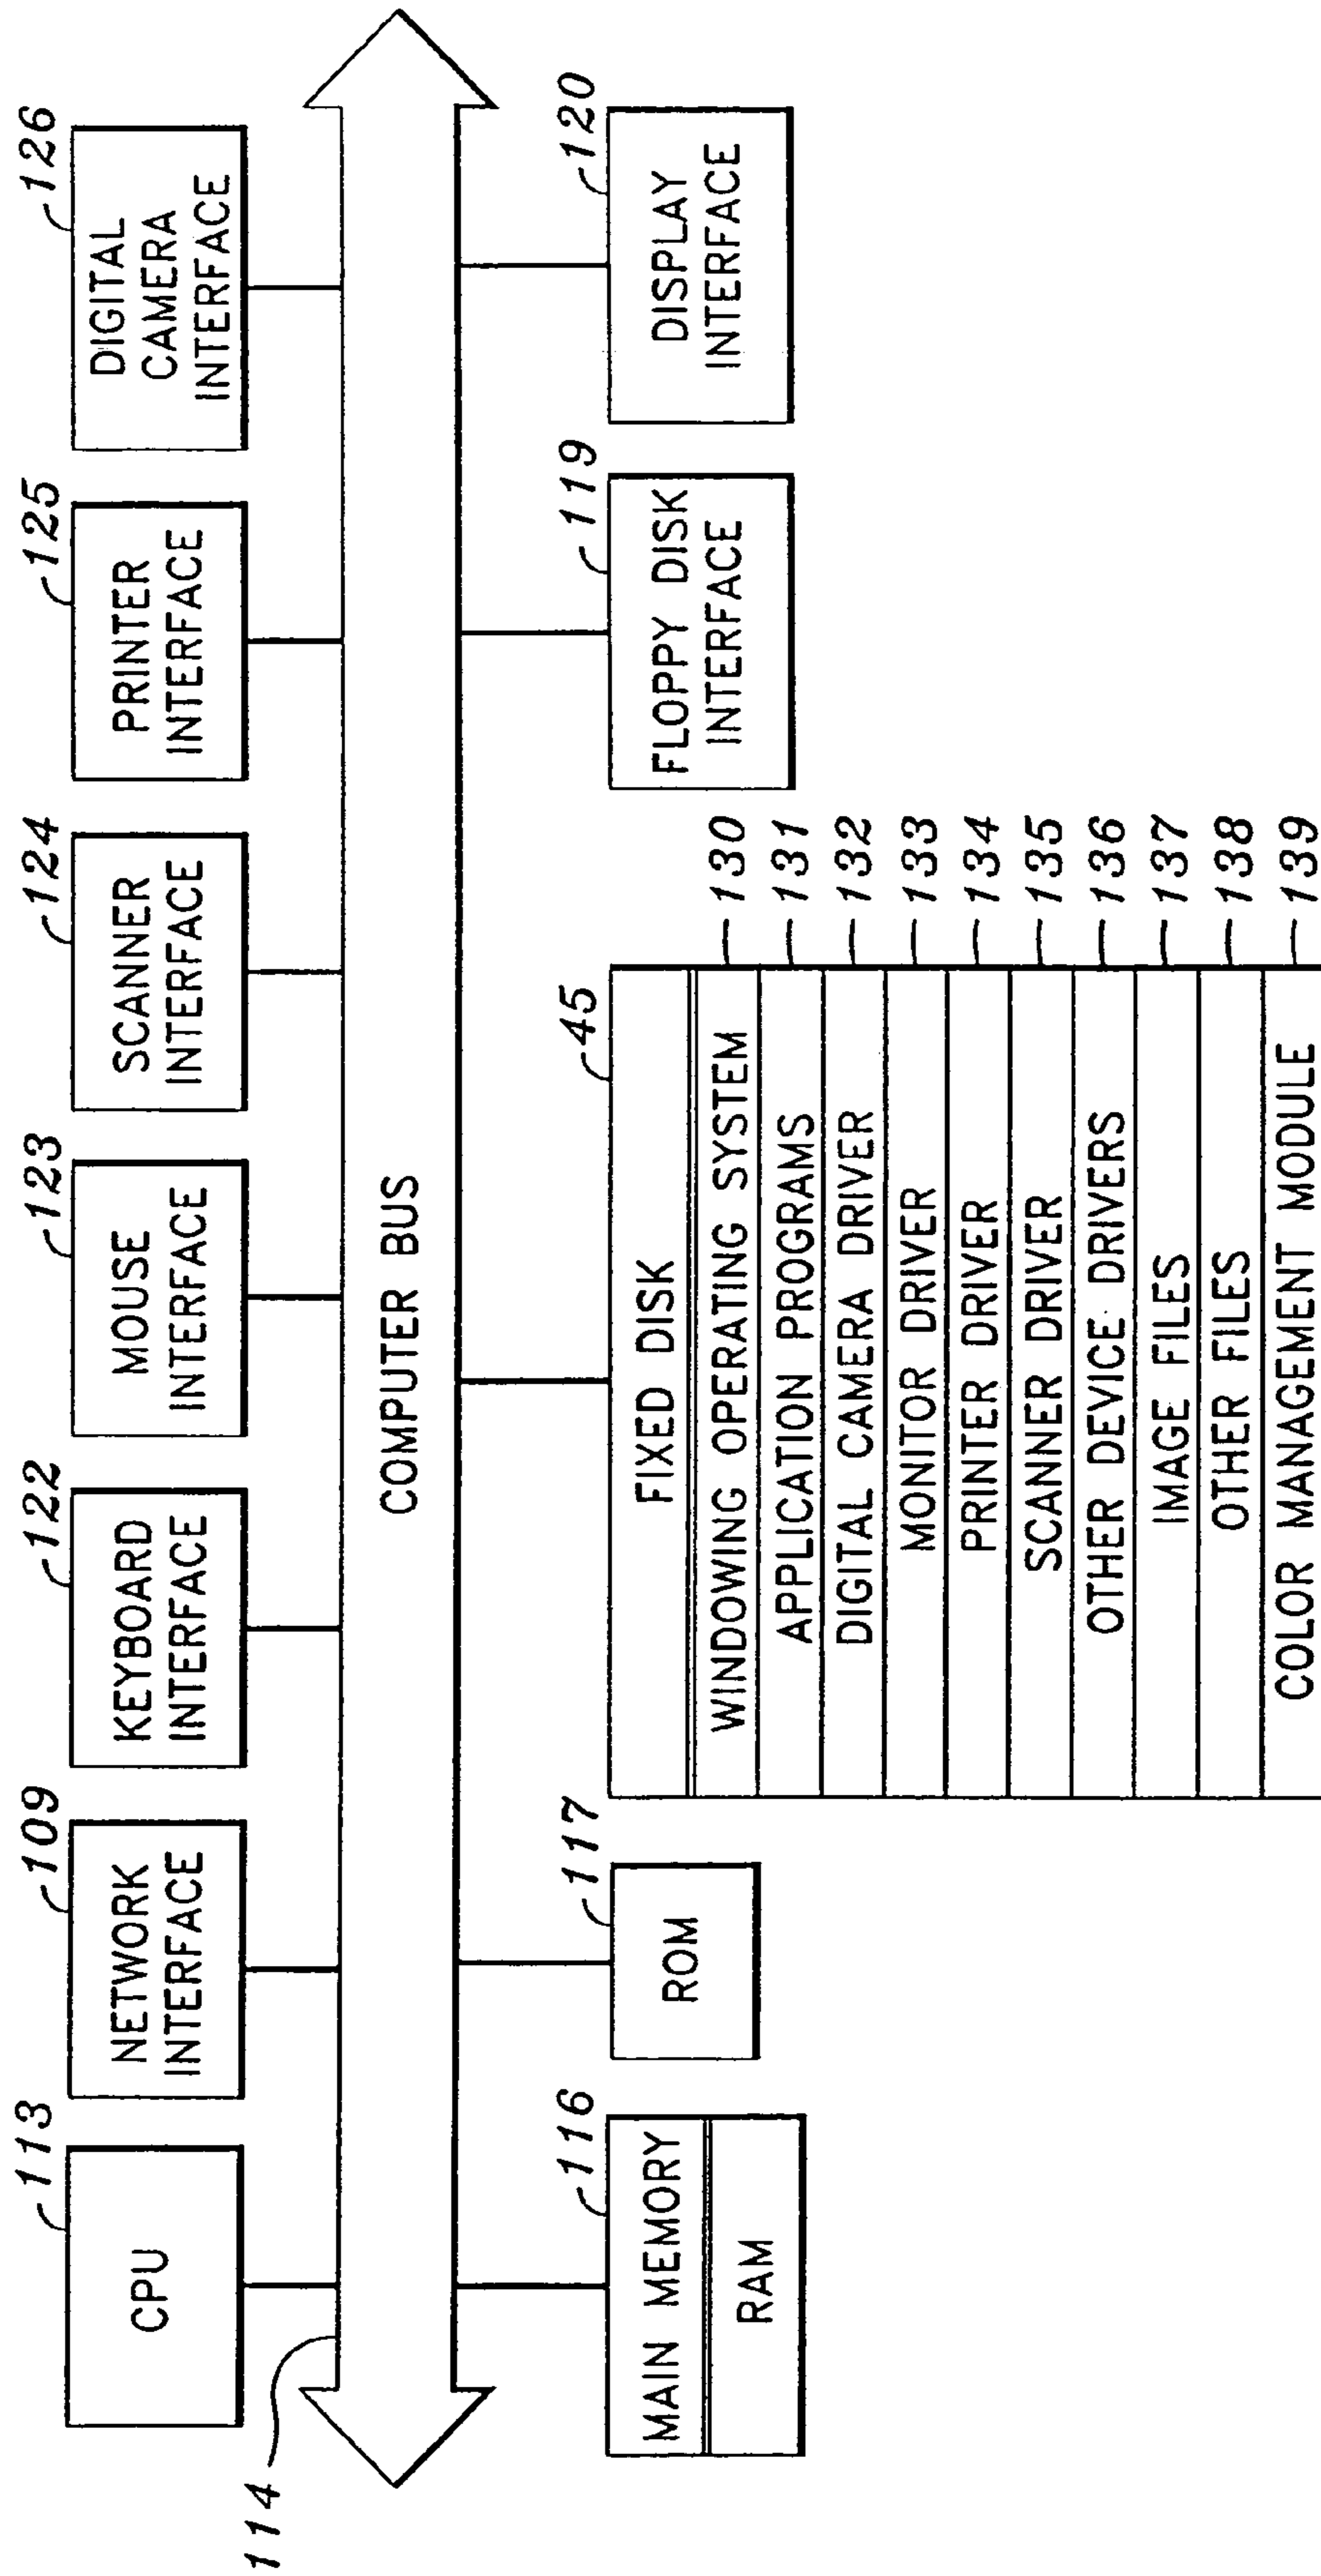 113
CPU
109
NETWORK
INTERFACE
122
KEYBOARD
INTERFACE
123
MOUSE
INTERFACE
124
SCANNER
INTERFACE
125
PRINTER
INTERFACE
126
DIGITAL
CAMERA
INTERFACE
114
COMPUTER BUS
116
MAIN MEMORY
RAM
117
ROM
45
FIXED DISK
WINDOWING OPERATING SYSTEM 130
APPLICATION PROGRAMS 131
DIGITAL CAMERA DRIVER 132
MONITOR DRIVER 133
PRINTER DRIVER 134
SCANNER DRIVER 135
OTHER DEVICE DRIVERS 136
IMAGE FILES 137
OTHER FILES 138
COLOR MANAGEMENT MODULE 139
119
FLOPPY DISK
INTERFACE
120
DISPLAY
INTERFACE